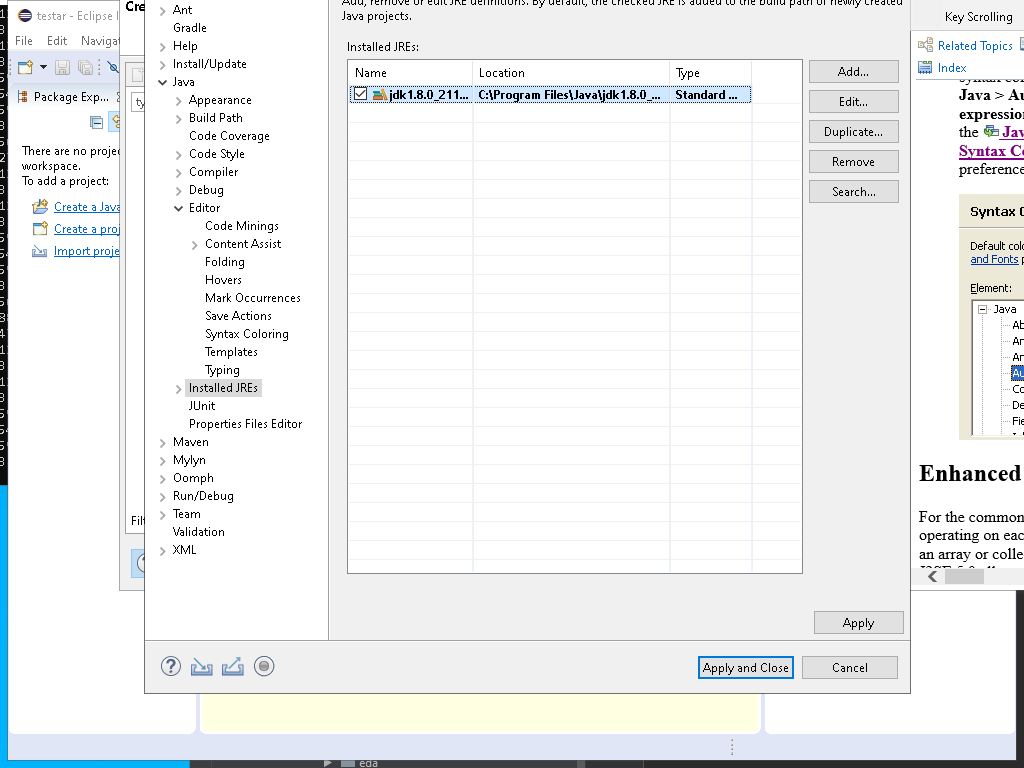 testar - Eclipse I
File Edit Navigat
Package Exp...
There are no projec
workspace.
To add a project:
Create a Java
Create a proj
Import proje
Cre
ty
Filt
Ant
Gradle
Help
Install/Update
Java
Appearance
Build Path
Code Coverage
Code Style
Compiler
Debug
Editor
Code Minings
Content Assist
Folding
Hovers
Mark Occurrences
Save Actions
Syntax Coloring
Templates
Typing
Installed JREs
JUnit
Properties Files Editor
Maven
Mylyn
Oomph
Run/Debug
Team
Validation
XML
Add, remove or edit JRE definitions. By default, the checked JRE is added to the build path of newly created
Java projects.
Installed JREs:
Name Location Type
jdk1.8.0_211... C:\Program Files\Java\jdk1.8.0_... Standard ...
Add...
Edit...
Duplicate...
Remove
Search...
Apply
Apply and Close Cancel
Key Scrolling
Related Topics
Index
Java > Au
expression
the Jav
Syntax Co
preference
Syntax C
Default colo
and Fonts p
Element:
Java
Ab
An
An
Au
Co
De
Fie
Enhanced
For the common
operating on eac
an array or colle
eda